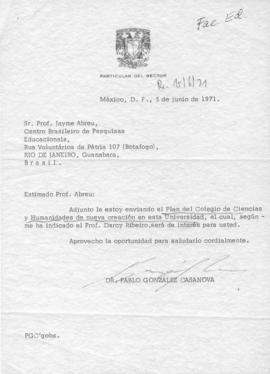 Fac Ed.
PARTICULAR DEL RECTOR
Re. 15/6/71
México, D. F., 5 de junio de 1971.
Sr. Prof. Jayme Abreu,
Centro Brasileiro de Pesquisas
Educacionais,
Rua Voluntários da Pátria 107 (Botafogo),
RIO DE JANEIRO, Guanabara,
B r a s i l .
Estimado Prof. Abreu:
Adjunto le estoy enviando el Plan del Colegio de Ciencias
y Humanidades de nueva creación en esta Universidad, el cual, según -
me ha indicado el Prof. Darcy Ribeiro, será de interés para usted.
Aprovecho la oportunidad para saludarlo cordialmente.
DR. PABLO GONZALEZ CASANOVA
PGC'gobs.